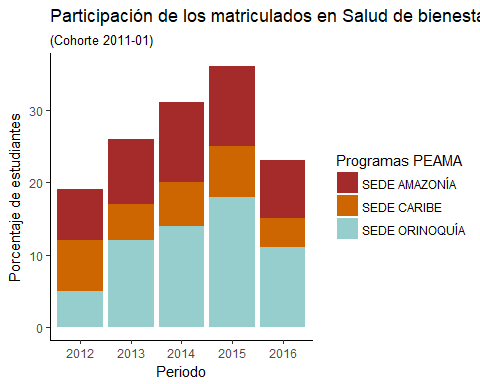 Participación de los matriculados en Salud de bienesta
(Cohorte 2011-01)
Porcentaje de estudiantes
30
20
10
0
2012 2013 2014 2015 2016
Periodo
Programas PEAMA
SEDE AMAZONÍA
SEDE CARIBE
SEDE ORINOQUÍA